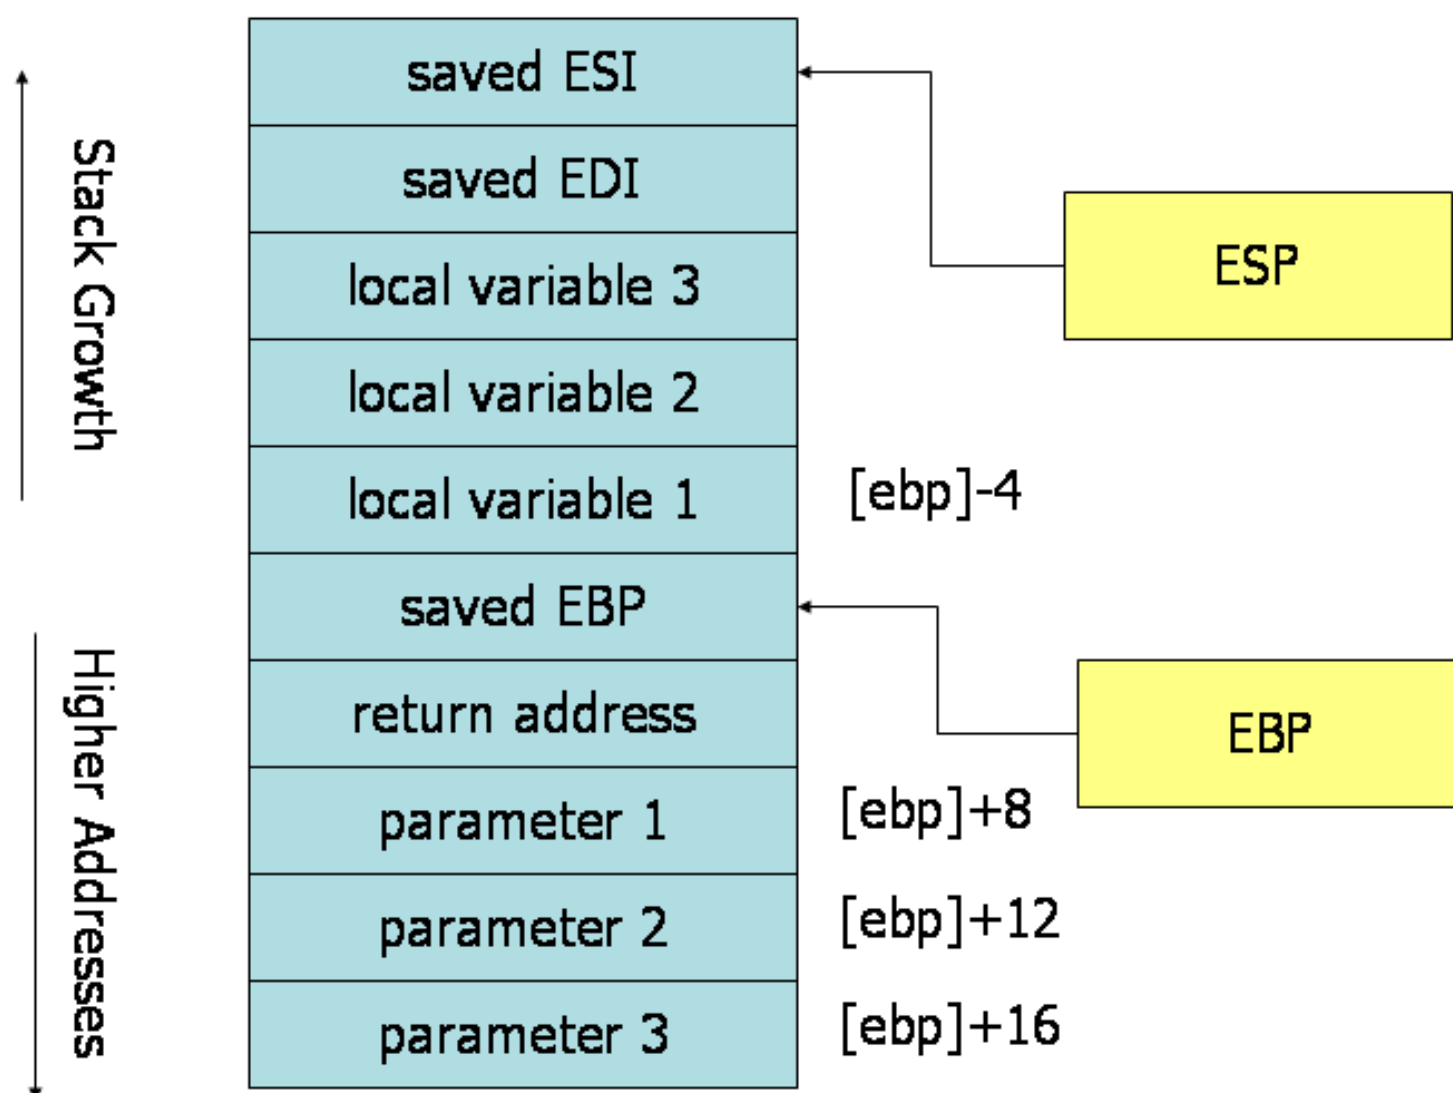 saved ESI
saved EDI
local variable 3
local variable 2
local variable 1
saved EBP
return address
parameter 1
parameter 2
parameter 3
[ebp]-4
[ebp]+8
[ebp]+12
[ebp]+16
ESP
EBP
Stack Growth
Higher Addresses